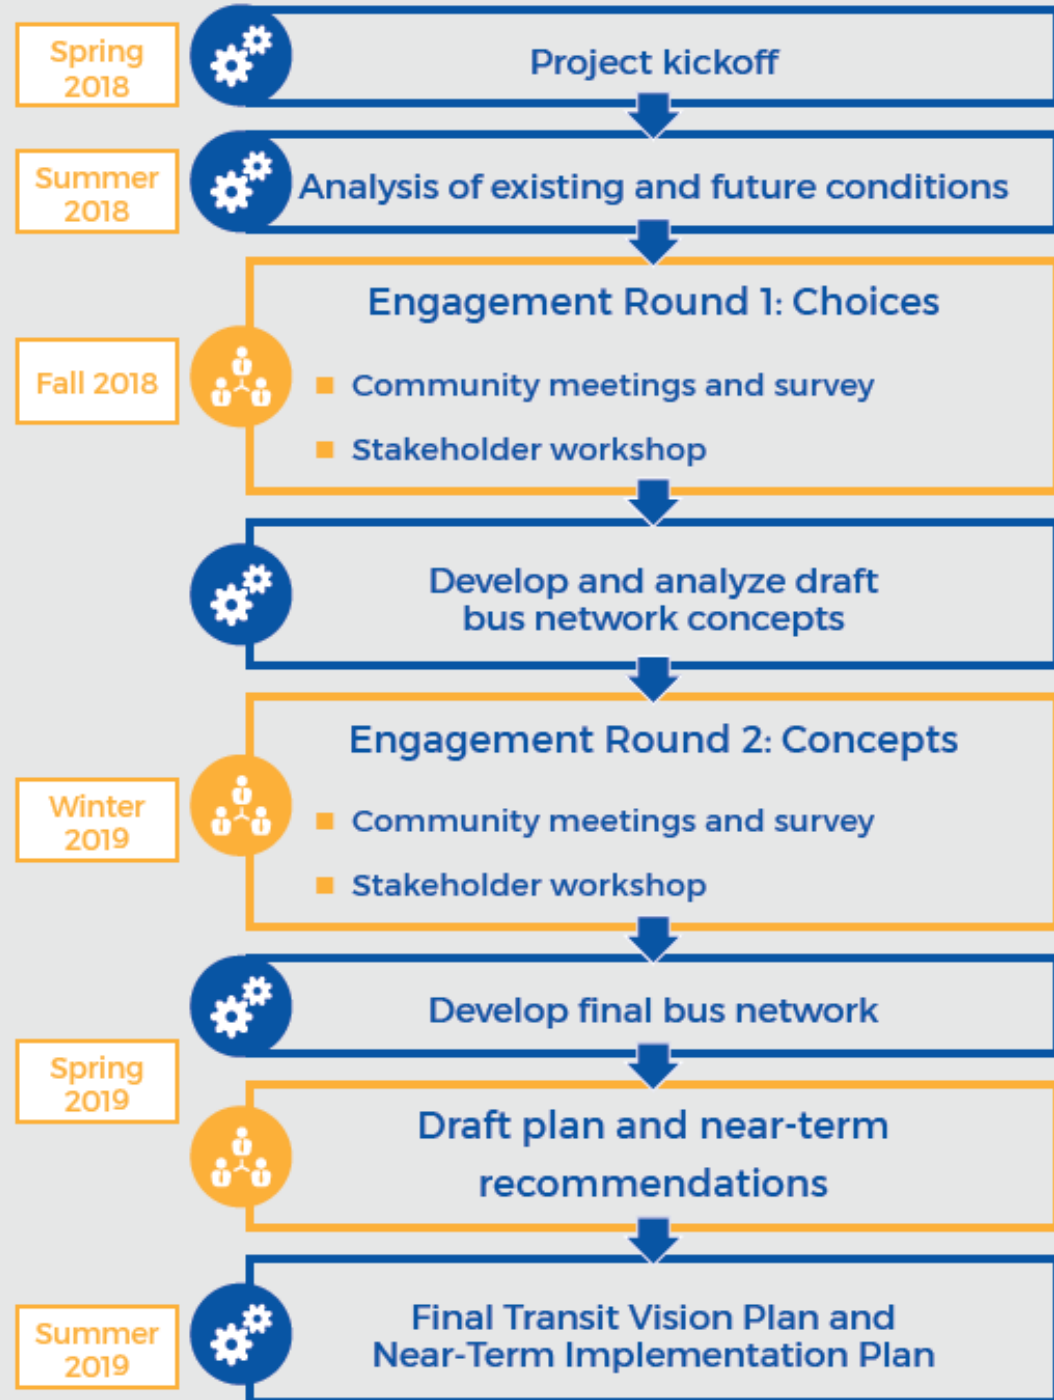 Spring
2018
Project kickoff
Summer
2018
Analysis of existing and future conditions
Fall 2018
Engagement Round 1: Choices
Community meetings and survey
Stakeholder workshop
Develop and analyze draft
bus network concepts
Winter
2019
Engagement Round 2: Concepts
Community meetings and survey
Stakeholder workshop
Spring
2019
Develop final bus network
Draft plan and near-term
recommendations
Summer
2019
Final Transit Vision Plan and
Near-Term Implementation Plan